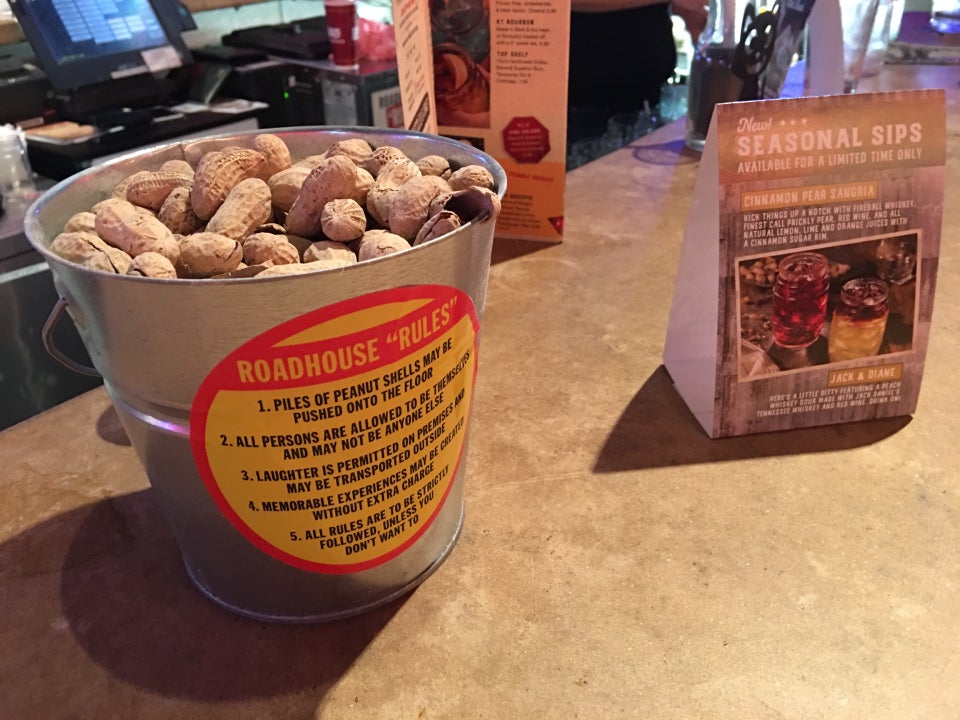 ROADHOUSE "RULES"
1. PILES OF PEANUT SHELLS MAY BE
PUSHED ONTO THE FLOOR
2. ALL PERSONS ARE ALLOWED TO BE THEMSELVES
AND MAY NOT BE ANYONE ELSE
3. LAUGHTER IS PERMITTED ON PREMISES AND
MAY BE TRANSPORTED OUTSIDE
4. MEMORABLE EXPERIENCES MAY BE CREATED
WITHOUT EXTRA CHARGE
5. ALL RULES ARE TO BE STRICTLY
FOLLOWED, UNLESS YOU
DON'T WANT TO
KY BOURBON
TOP SHELF
New!
SEASONAL SIPS
AVAILABLE FOR A LIMITED TIME ONLY
CINNAMON PEAR SANGRIA
KICK THINGS UP A NOTCH WITH FIREBALL WHISKEY,
FINEST CALL PRICKLY PEAR, RED WINE, AND ALL
NATURAL LEMON, LIME AND ORANGE JUICES WITH
A CINNAMON SUGAR RIM.
JACK & DIANE
HERE'S A LITTLE DITTY FEATURING A PEACH
WHISKEY SOUR MADE WITH JACK DANIEL'S
TENNESSEE WHISKEY AND RED WINE. DRINK ON!